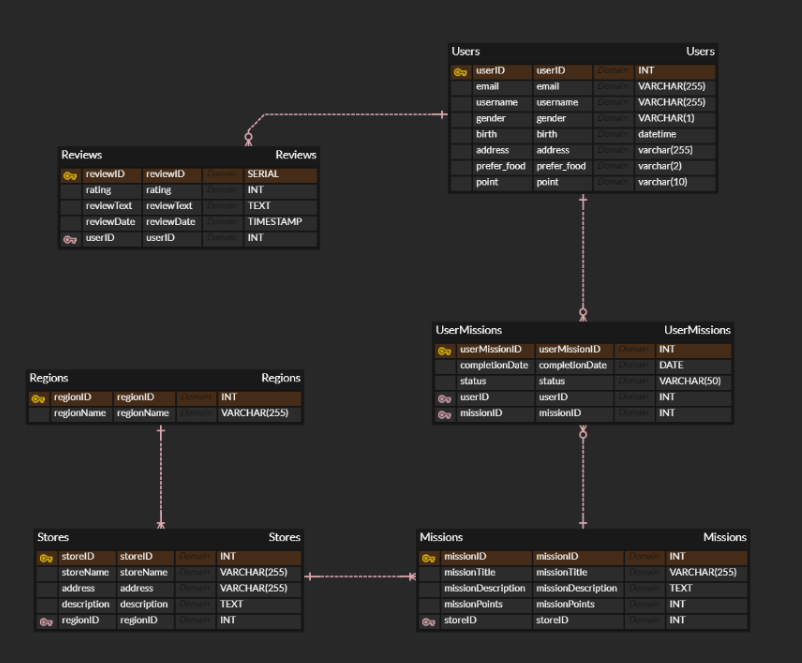 Users Users
userID userID Domain INT
email email Domain VARCHAR(255)
username username Domain VARCHAR(255)
gender gender Domain VARCHAR(1)
birth birth Domain datetime
address address Domain varchar(255)
prefer_food prefer_food Domain varchar(2)
point point Domain varchar(10)
Reviews Reviews
reviewID reviewID Domain SERIAL
rating rating Domain INT
reviewText reviewText Domain TEXT
reviewDate reviewDate Domain TIMESTAMP
userID userID Domain INT
UserMissions UserMissions
userMissionID userMissionID Domain INT
completionDate completionDate Domain DATE
status status Domain VARCHAR(50)
userID userID Domain INT
missionID missionID Domain INT
Regions Regions
regionID regionID Domain INT
regionName regionName Domain VARCHAR(255)
Stores Stores
storeID storeID Domain INT
storeName storeName Domain VARCHAR(255)
address address Domain VARCHAR(255)
description description Domain TEXT
regionID regionID Domain INT
Missions Missions
missionID missionID Domain INT
missionTitle missionTitle Domain VARCHAR(255)
missionDescription missionDescription Domain TEXT
missionPoints missionPoints Domain INT
storeID storeID Domain INT